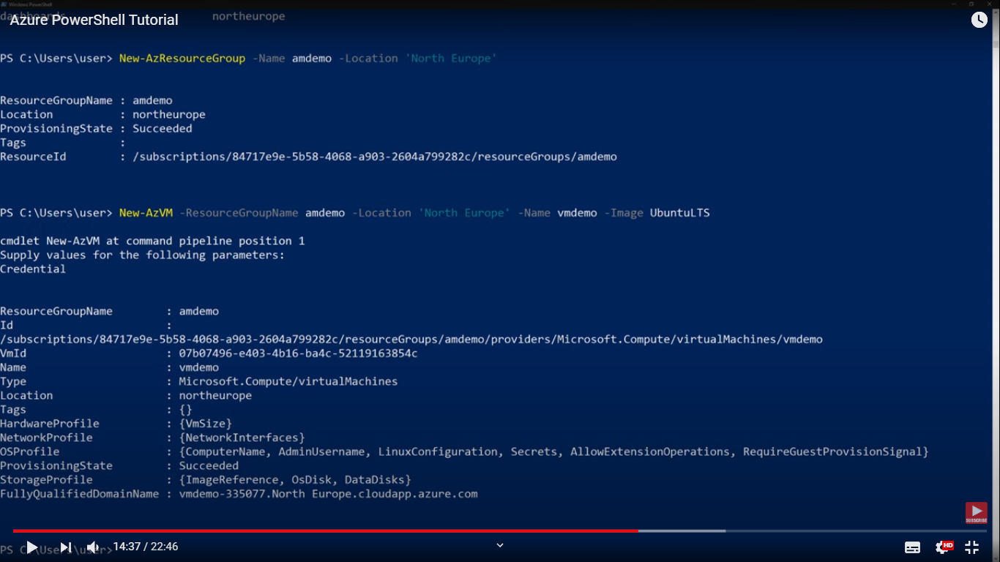 Windows PowerShell
dashboards northeurope
Azure PowerShell Tutorial
PS C:\Users\user> New-AzResourceGroup -Name amdemo -Location 'North Europe'
ResourceGroupName : amdemo
Location : northeurope
ProvisioningState : Succeeded
Tags :
ResourceId : /subscriptions/84717e9e-5b58-4068-a903-2604a799282c/resourceGroups/amdemo
PS C:\Users\user> New-AzVM -ResourceGroupName amdemo -Location 'North Europe' -Name vmdemo -Image UbuntuLTS
cmdlet New-AzVM at command pipeline position 1
Supply values for the following parameters:
Credential
ResourceGroupName : amdemo
Id :
/subscriptions/84717e9e-5b58-4068-a903-2604a799282c/resourceGroups/amdemo/providers/Microsoft.Compute/virtualMachines/vmdemo
VmId : 07b07496-e403-4b16-ba4c-52119163854c
Name : vmdemo
Type : Microsoft.Compute/virtualMachines
Location : northeurope
Tags : {}
HardwareProfile : {VmSize}
NetworkProfile : {NetworkInterfaces}
OSProfile : {ComputerName, AdminUsername, LinuxConfiguration, Secrets, AllowExtensionOperations, RequireGuestProvisionSignal}
ProvisioningState : Succeeded
StorageProfile : {ImageReference, OsDisk, DataDisks}
FullyQualifiedDomainName : vmdemo-335077.North Europe.cloudapp.azure.com
SUBSCRIBE
PS C:\Users\user>
14:37 / 22:46
HD